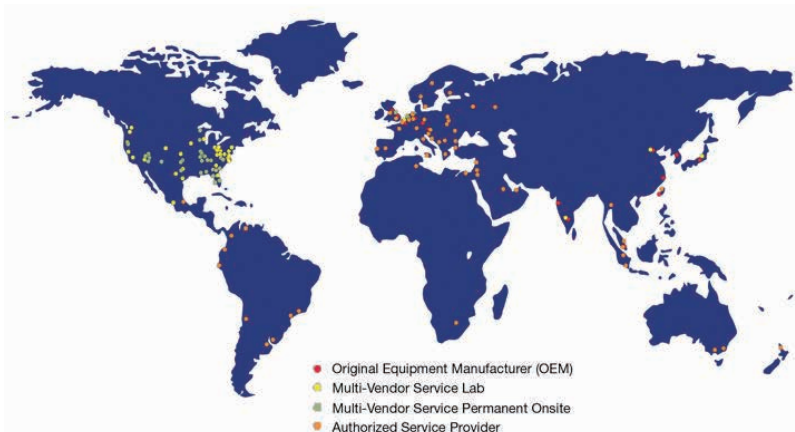 Original Equipment Manufacturer (OEM)
Multi-Vendor Service Lab
Multi-Vendor Service Permanent Onsite
Authorized Service Provider